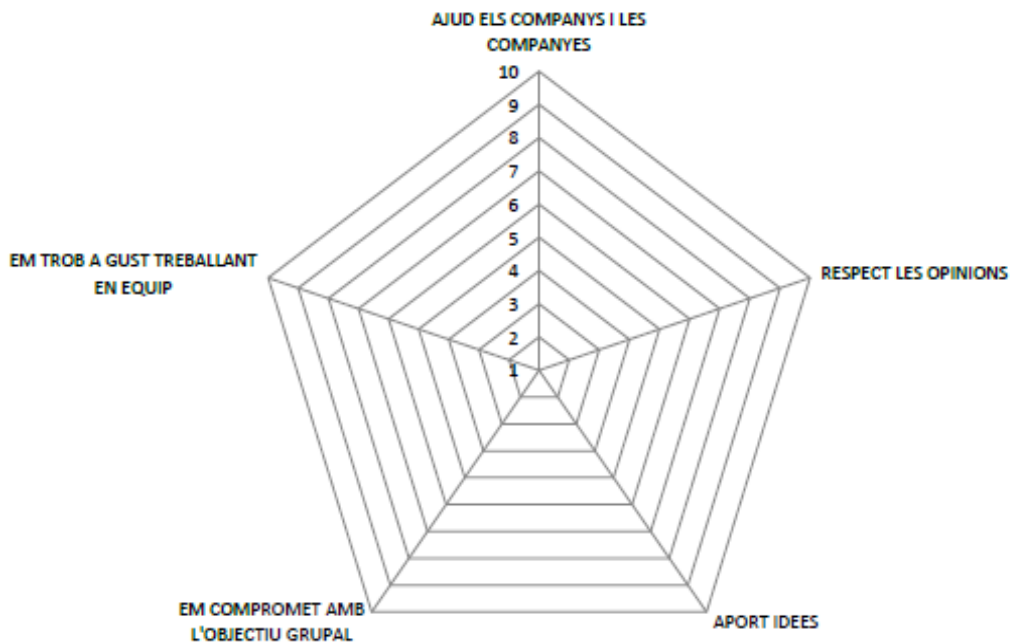 AJUD ELS COMPANYS I LES
COMPANYES
10
9
8
7
6
5
4
3
2
1
EM TROB A GUST TREBALLANT
EN EQUIP
RESPECT LES OPINIONS
EM COMPROMET AMB
L'OBJECTIU GRUPAL
APORT IDEES